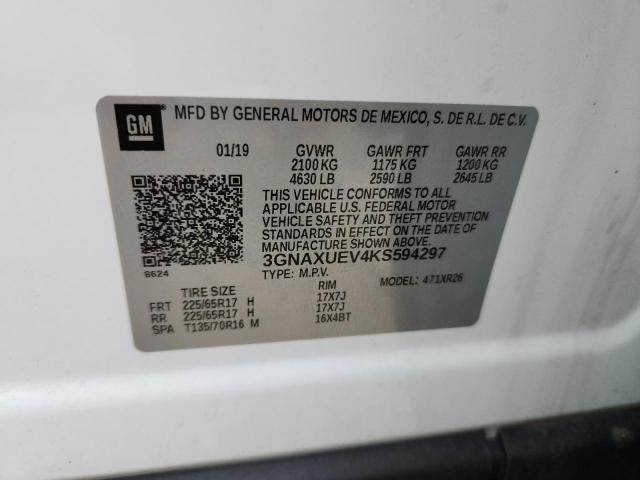 GM
MFD BY GENERAL MOTORS DE MEXICO, S. DE R.L. DE C.V.
01/19 GVWR GAWR FRT GAWR RR
2100 KG 1175 KG 1200 KG
4630 LB 2590 LB 2645 LB
THIS VEHICLE CONFORMS TO ALL
APPLICABLE U.S. FEDERAL MOTOR
VEHICLE SAFETY AND THEFT PREVENTION
STANDARDS IN EFFECT ON THE DATE OF
MANUFACTURE SHOWN ABOVE.
3GNAXUEV4KS594297
8624 TYPE: M.P.V. MODEL: 471XR26
TIRE SIZE RIM
FRT 225/65R17 H 17X7J
RR 225/65R17 H 17X7J
SPA T135/70R16 M 16X4BT